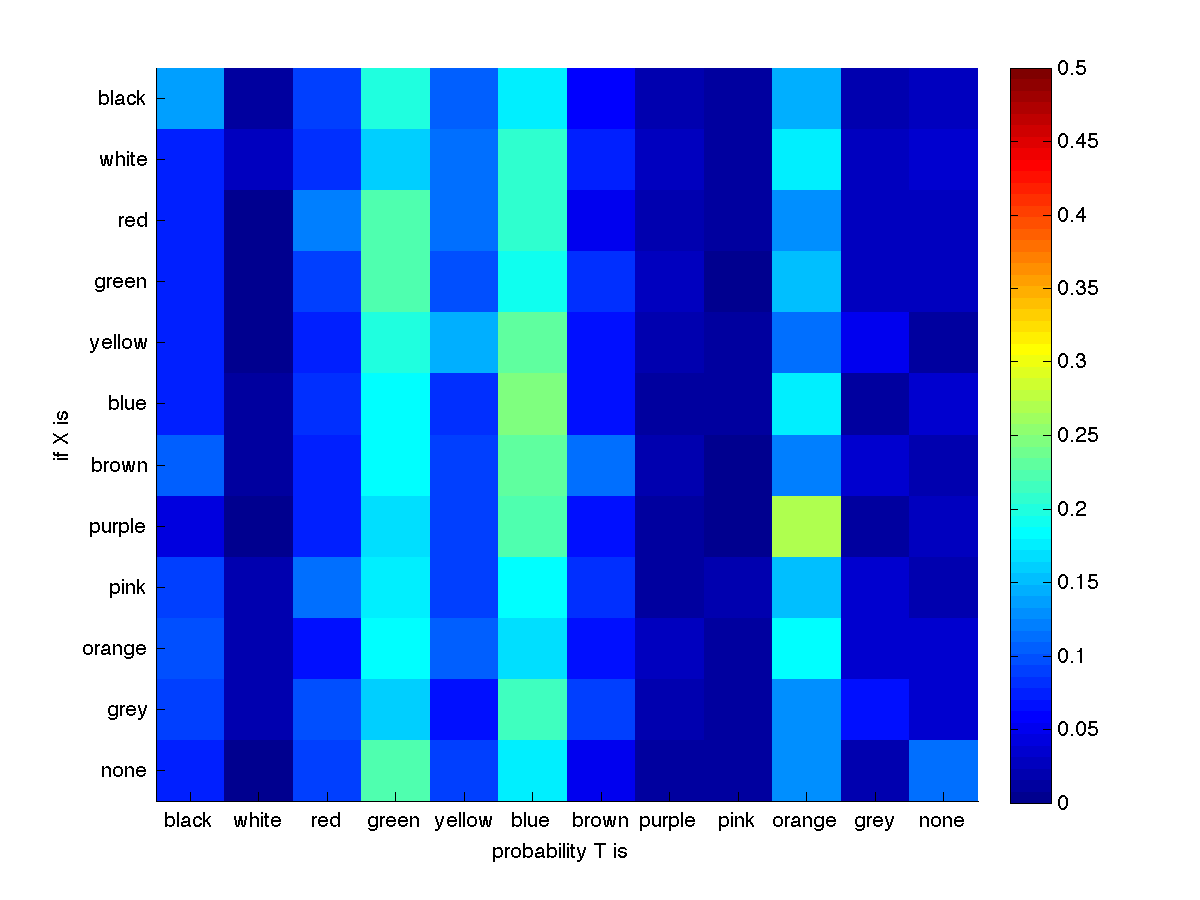 black
white
red
green
yellow
blue
brown
purple
pink
orange
grey
none
if X is
black white red green yellow blue brown purple pink orange grey none
probability T is
0.5
0.45
0.4
0.35
0.3
0.25
0.2
0.15
0.1
0.05
0